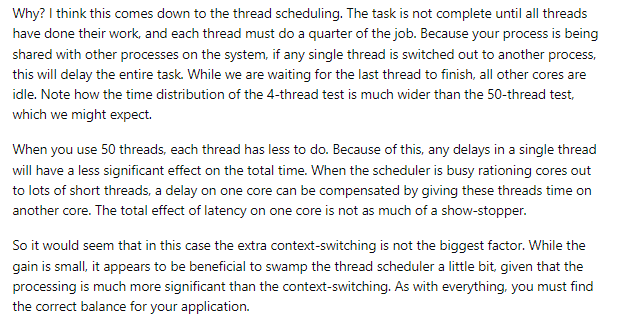 Why? I think this comes down to the thread scheduling. The task is not complete until all threads
have done their work, and each thread must do a quarter of the job. Because your process is being
shared with other processes on the system, if any single thread is switched out to another process,
this will delay the entire task. While we are waiting for the last thread to finish, all other cores are
idle. Note how the time distribution of the 4-thread test is much wider than the 50-thread test,
which we might expect.
When you use 50 threads, each thread has less to do. Because of this, any delays in a single thread
will have a less significant effect on the total time. When the scheduler is busy rationing cores out
to lots of short threads, a delay on one core can be compensated by giving these threads time on
another core. The total effect of latency on one core is not as much of a show-stopper.
So it would seem that in this case the extra context-switching is not the biggest factor. While the
gain is small, it appears to be beneficial to swamp the thread scheduler a little bit, given that the
processing is much more significant than the context-switching. As with everything, you must find
the correct balance for your application.